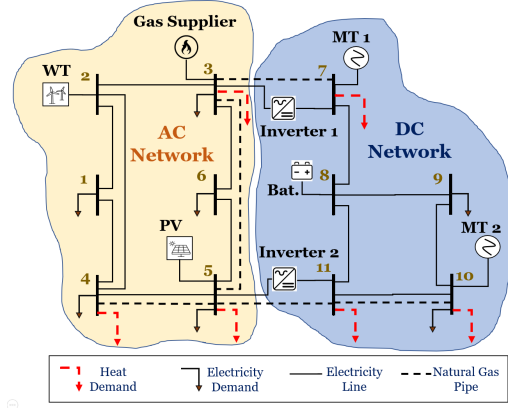 Gas Supplier
MT 1
WT
2
3
7
Inverter 1
AC
Network
DC
Network
1
6
Bat.
8
9
PV
MT 2
Inverter 2
4
5
11
10
Heat
Demand
Electricity
Demand
Electricity
Line
Natural Gas
Pipe